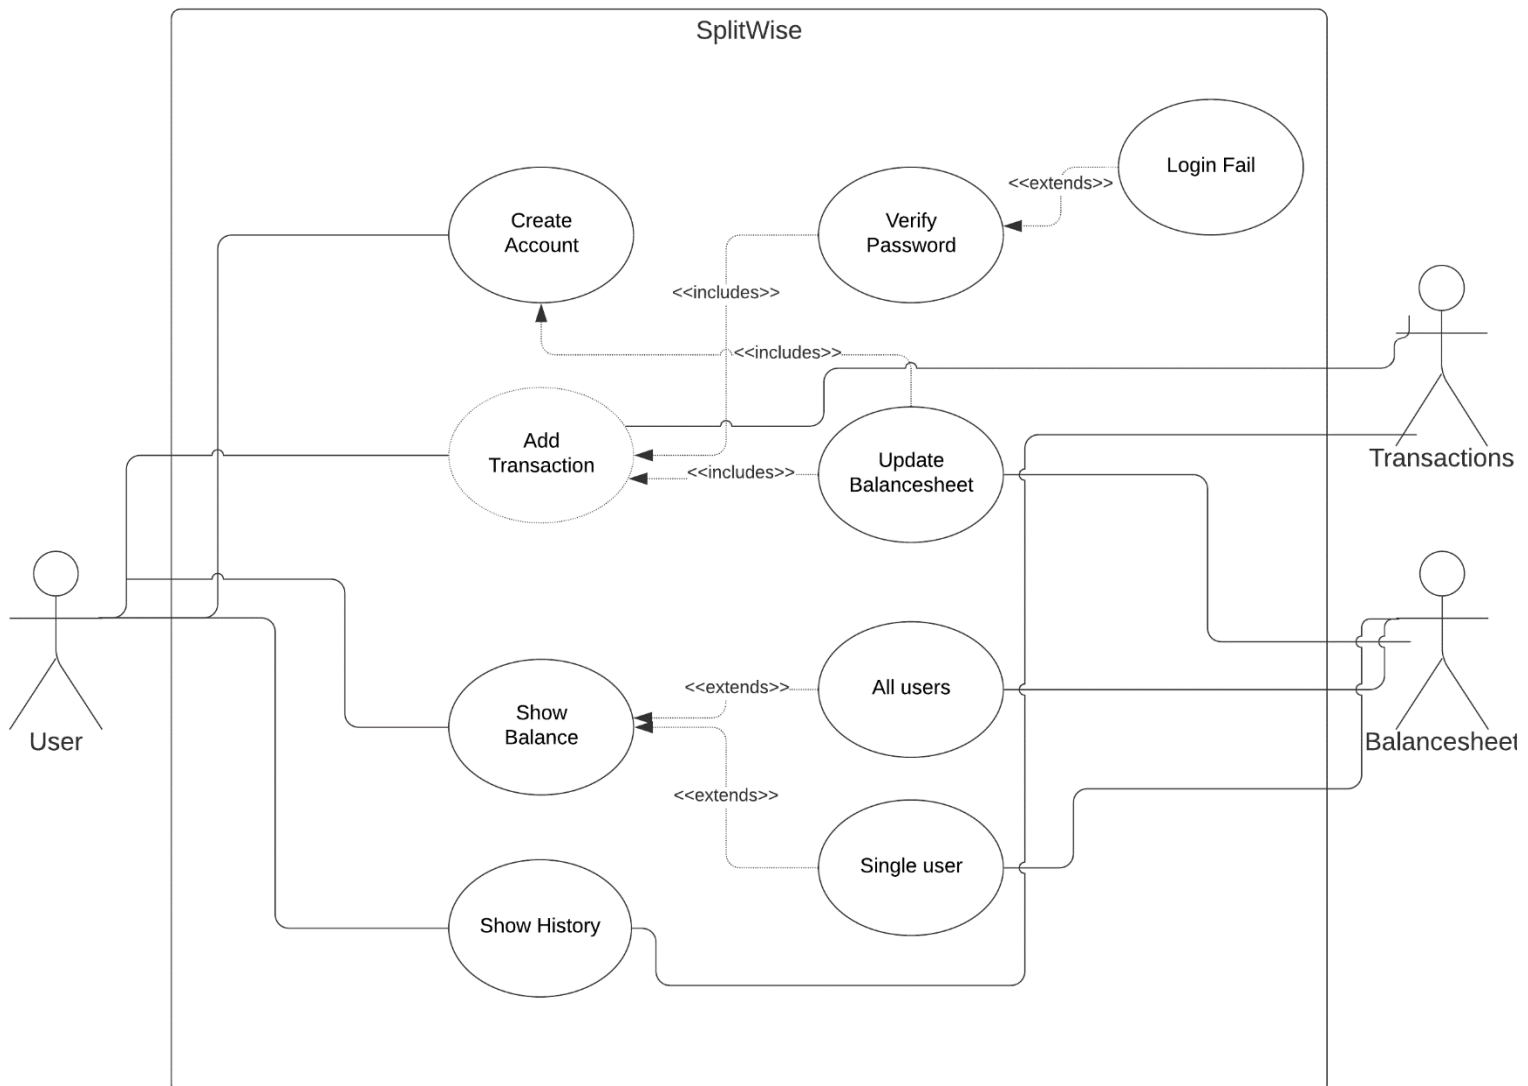 SplitWise
Login Fail
<<extends>>
Create
Account
Verify
Password
<<includes>>
<<includes>>
Add
Transaction
<<includes>>
Update
Balancesheet
Transactions
User
Balancesheet
<<extends>>
All users
Show
Balance
<<extends>>
Single user
Show History